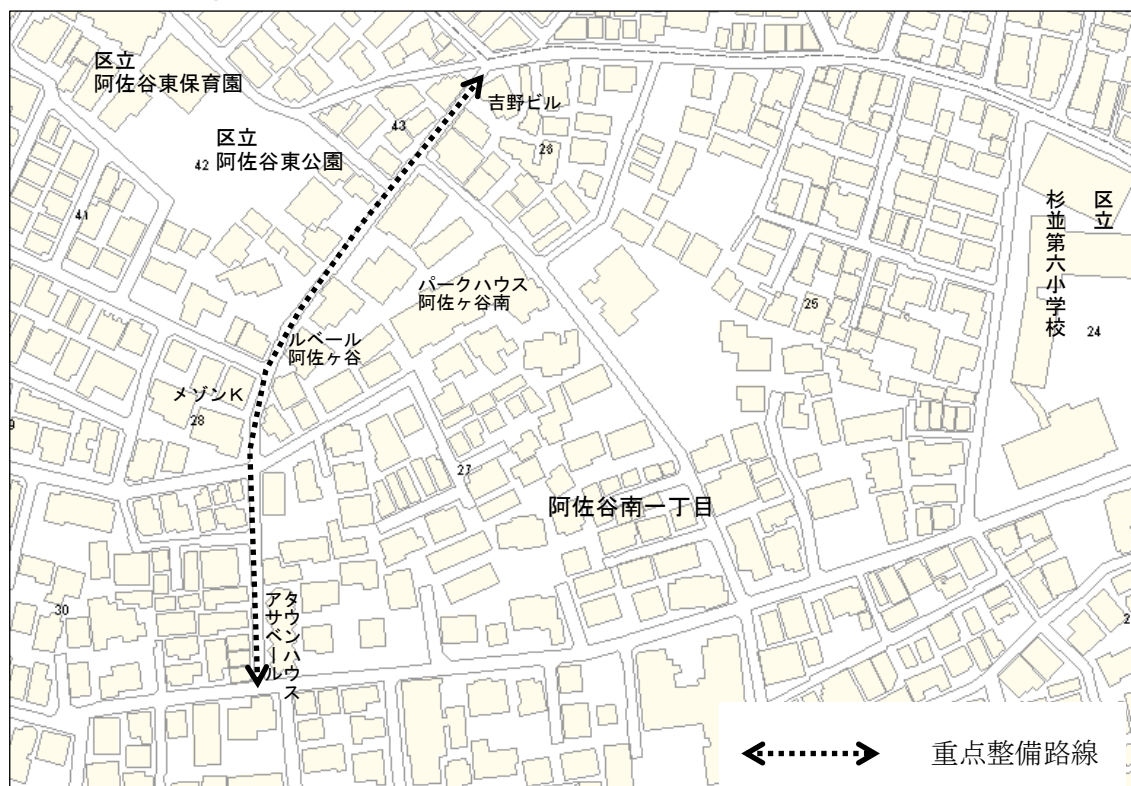 区立
阿佐谷東保育園
吉野ビル
43
区立
42 阿佐谷東公園
26
41
区立
杉並第六小学校
パークハウス
阿佐ヶ谷南
25
24
ルベール
阿佐ヶ谷
メゾンK
28
27
阿佐谷南一丁目
タウンハウス
アサベール
30
重点整備路線